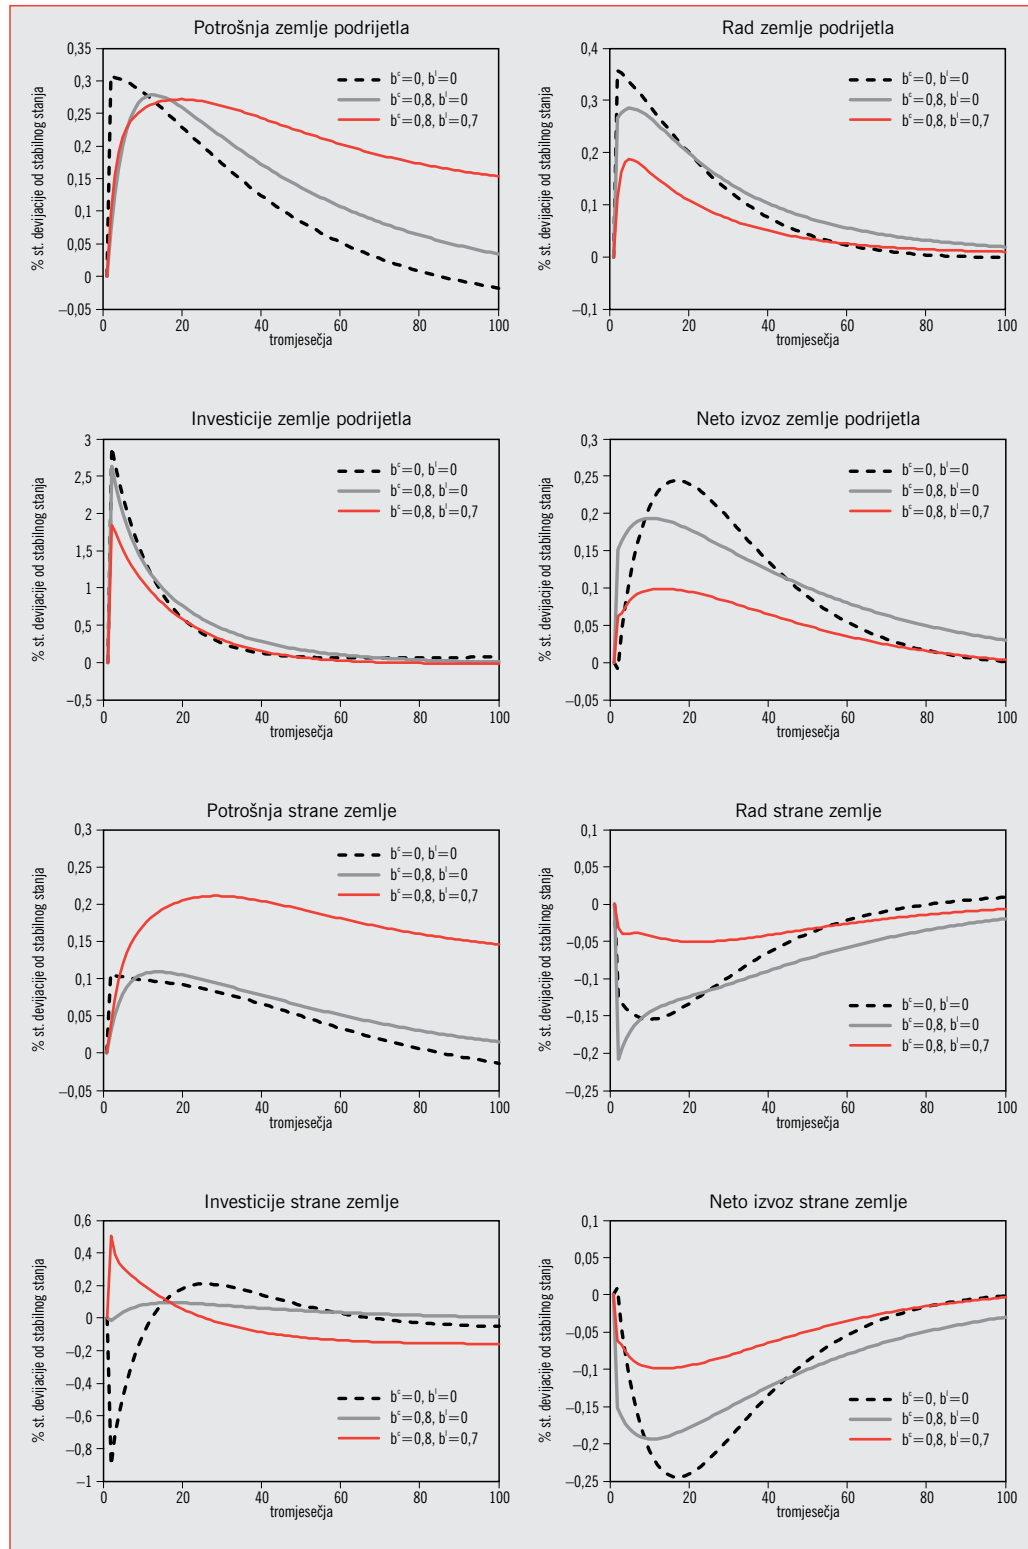 Potrošnja zemlje podrijetla
% st. devijacije od stabilnog stanja
0,35
0,3
0,25
0,2
0,15
0,1
0,05
0
–0,05
b^c=0, b^l=0
b^c=0,8, b^l=0
b^c=0,8, b^l=0,7
0 20 40 60 80 100
tromjesečja
Rad zemlje podrijetla
% st. devijacije od stabilnog stanja
0,4
0,3
0,2
0,1
0
–0,1
b^c=0, b^l=0
b^c=0,8, b^l=0
b^c=0,8, b^l=0,7
0 20 40 60 80 100
tromjesečja
Investicije zemlje podrijetla
% st. devijacije od stabilnog stanja
3
2,5
2
1,5
1
0,5
0
–0,5
b^c=0, b^l=0
b^c=0,8, b^l=0
b^c=0,8, b^l=0,7
0 20 40 60 80 100
tromjesečja
Neto izvoz zemlje podrijetla
% st. devijacije od stabilnog stanja
0,3
0,25
0,2
0,15
0,1
0,05
0
–0,05
b^c=0, b^l=0
b^c=0,8, b^l=0
b^c=0,8, b^l=0,7
0 20 40 60 80 100
tromjesečja
Potrošnja strane zemlje
% st. devijacije od stabilnog stanja
0,3
0,25
0,2
0,15
0,1
0,05
0
–0,05
b^c=0, b^l=0
b^c=0,8, b^l=0
b^c=0,8, b^l=0,7
0 20 40 60 80 100
tromjesečja
Rad strane zemlje
% st. devijacije od stabilnog stanja
0,1
0,05
0
–0,05
–0,1
–0,15
–0,2
–0,25
b^c=0, b^l=0
b^c=0,8, b^l=0
b^c=0,8, b^l=0,7
0 20 40 60 80 100
tromjesečja
Investicije strane zemlje
% st. devijacije od stabilnog stanja
0,6
0,4
0,2
0
–0,2
–0,4
–0,6
–0,8
–1
b^c=0, b^l=0
b^c=0,8, b^l=0
b^c=0,8, b^l=0,7
0 20 40 60 80 100
tromjesečja
Neto izvoz strane zemlje
% st. devijacije od stabilnog stanja
0,1
0,05
0
–0,05
–0,1
–0,15
–0,2
–0,25
b^c=0, b^l=0
b^c=0,8, b^l=0
b^c=0,8, b^l=0,7
0 20 40 60 80 100
tromjesečja